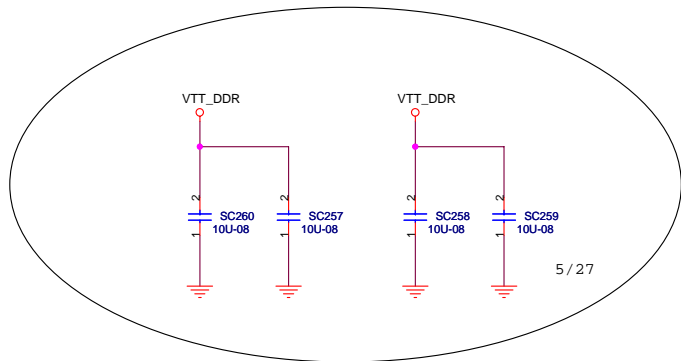 VTT_DDR VTT_DDR
2 2 2 2
SC260 SC257 SC258 SC259
10U-08 10U-08 10U-08 10U-08
1 1 1 1
5/27